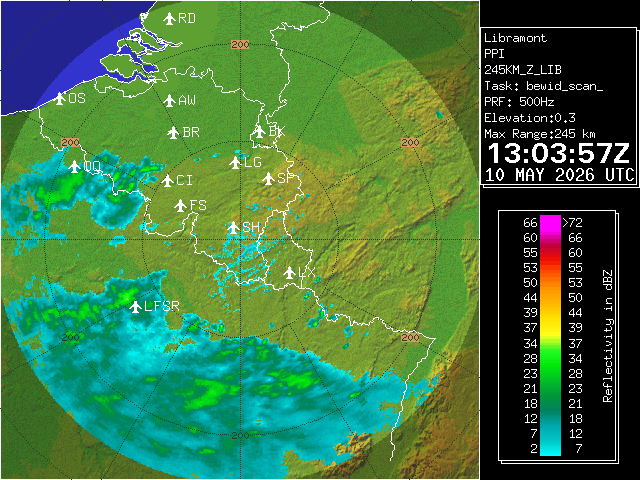 RD
200
OS
AW
BR
BK
200
200
OO
LG
CI
SP
FS
SH
LX
LFSR
200
200
200
Libramont
PPI
245KM_Z_LIB
Task: bewid_scan_
PRF: 500Hz
Elevation:0.3
Max Range:245 km
13:03:57Z
10 MAY 2026 UTC
66 >72
60 66
55 60
53 55
50 53
44 50
39 44
37 39
34 37
28 34
23 28
21 23
18 21
12 18
7 12
2 7
Reflectivity in dBZ